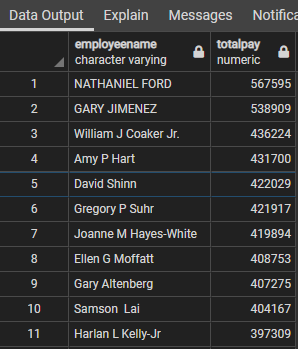 Data Output Explain Messages Notifica
employeename totalpay
character varying numeric
1 NATHANIEL FORD 567595
2 GARY JIMENEZ 538909
3 William J Coaker Jr. 436224
4 Amy P Hart 431700
5 David Shinn 422029
6 Gregory P Suhr 421917
7 Joanne M Hayes-White 419894
8 Ellen G Moffatt 408753
9 Gary Altenberg 407275
10 Samson  Lai 404167
11 Harlan L Kelly-Jr 397309